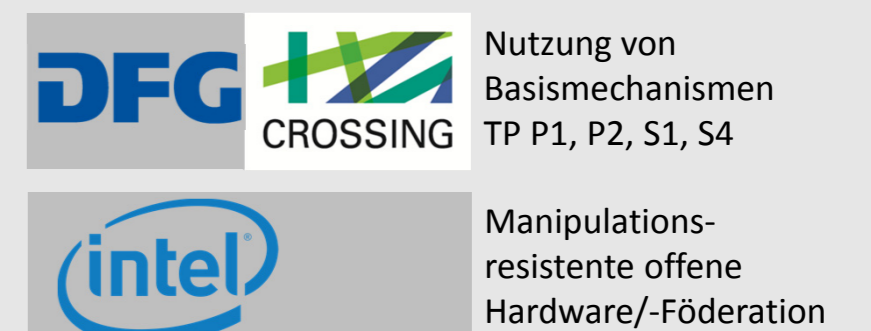 DFG
CROSSING
Nutzung von
Basismechanismen
TP P1, P2, S1, S4
intel®
Manipulations-
resistente offene
Hardware/-Föderation